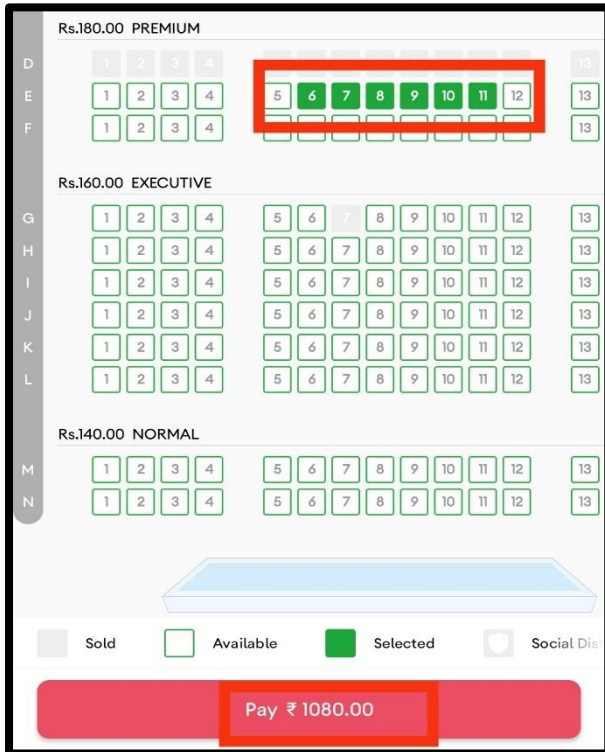 Rs.180.00 PREMIUM
D 1 2 3 4 13
E 1 2 3 4 5 6 7 8 9 10 11 12 13
F 1 2 3 4 13
Rs.160.00 EXECUTIVE
G 1 2 3 4 5 6 7 8 9 10 11 12 13
H 1 2 3 4 5 6 7 8 9 10 11 12 13
I 1 2 3 4 5 6 7 8 9 10 11 12 13
J 1 2 3 4 5 6 7 8 9 10 11 12 13
K 1 2 3 4 5 6 7 8 9 10 11 12 13
L 1 2 3 4 5 6 7 8 9 10 11 12 13
Rs.140.00 NORMAL
M 1 2 3 4 5 6 7 8 9 10 11 12 13
N 1 2 3 4 5 6 7 8 9 10 11 12 13
Sold Available Selected Social Dis
Pay ₹ 1080.00